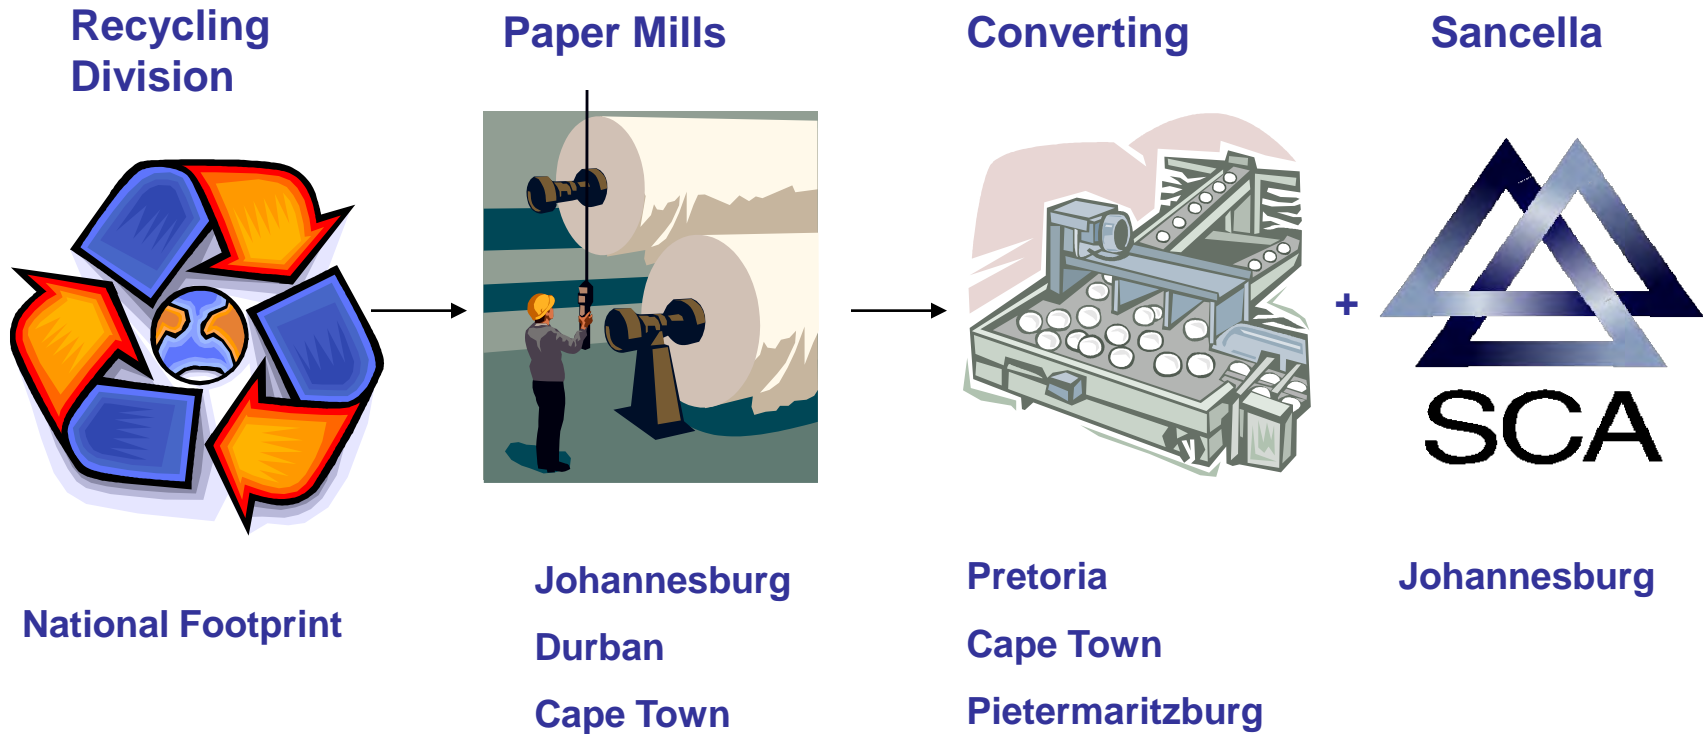 Recycling
Division
Paper Mills
Converting
Sancella
+
SCA
National Footprint
Johannesburg
Durban
Cape Town
Pretoria
Cape Town
Pietermaritzburg
Johannesburg